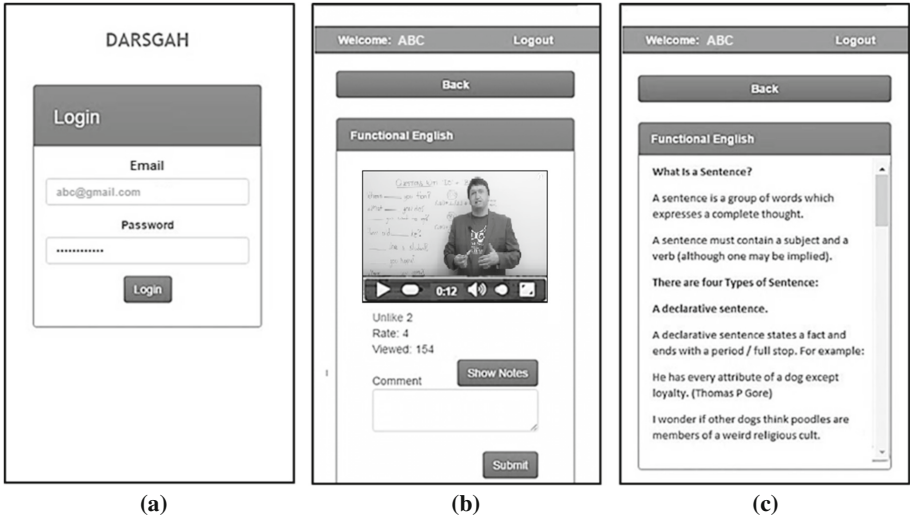 DARSGAH
Login
Email
abc@gmail.com
Password
............
Login
(a)
Welcome: ABC
Logout
Back
Functional English
0:12
Unlike 2
Rate: 4
Viewed: 154
Show Notes
Comment
Submit
(b)
Welcome: ABC
Logout
Back
Functional English
What Is a Sentence?
A sentence is a group of words which
expresses a complete thought.
A sentence must contain a subject and a
verb (although one may be implied).
There are four Types of Sentence:
A declarative sentence.
A declarative sentence states a fact and
ends with a period / full stop. For example:
He has every attribute of a dog except
loyalty. (Thomas P Gore)
I wonder if other dogs think poodles are
members of a weird religious cult.
(c)